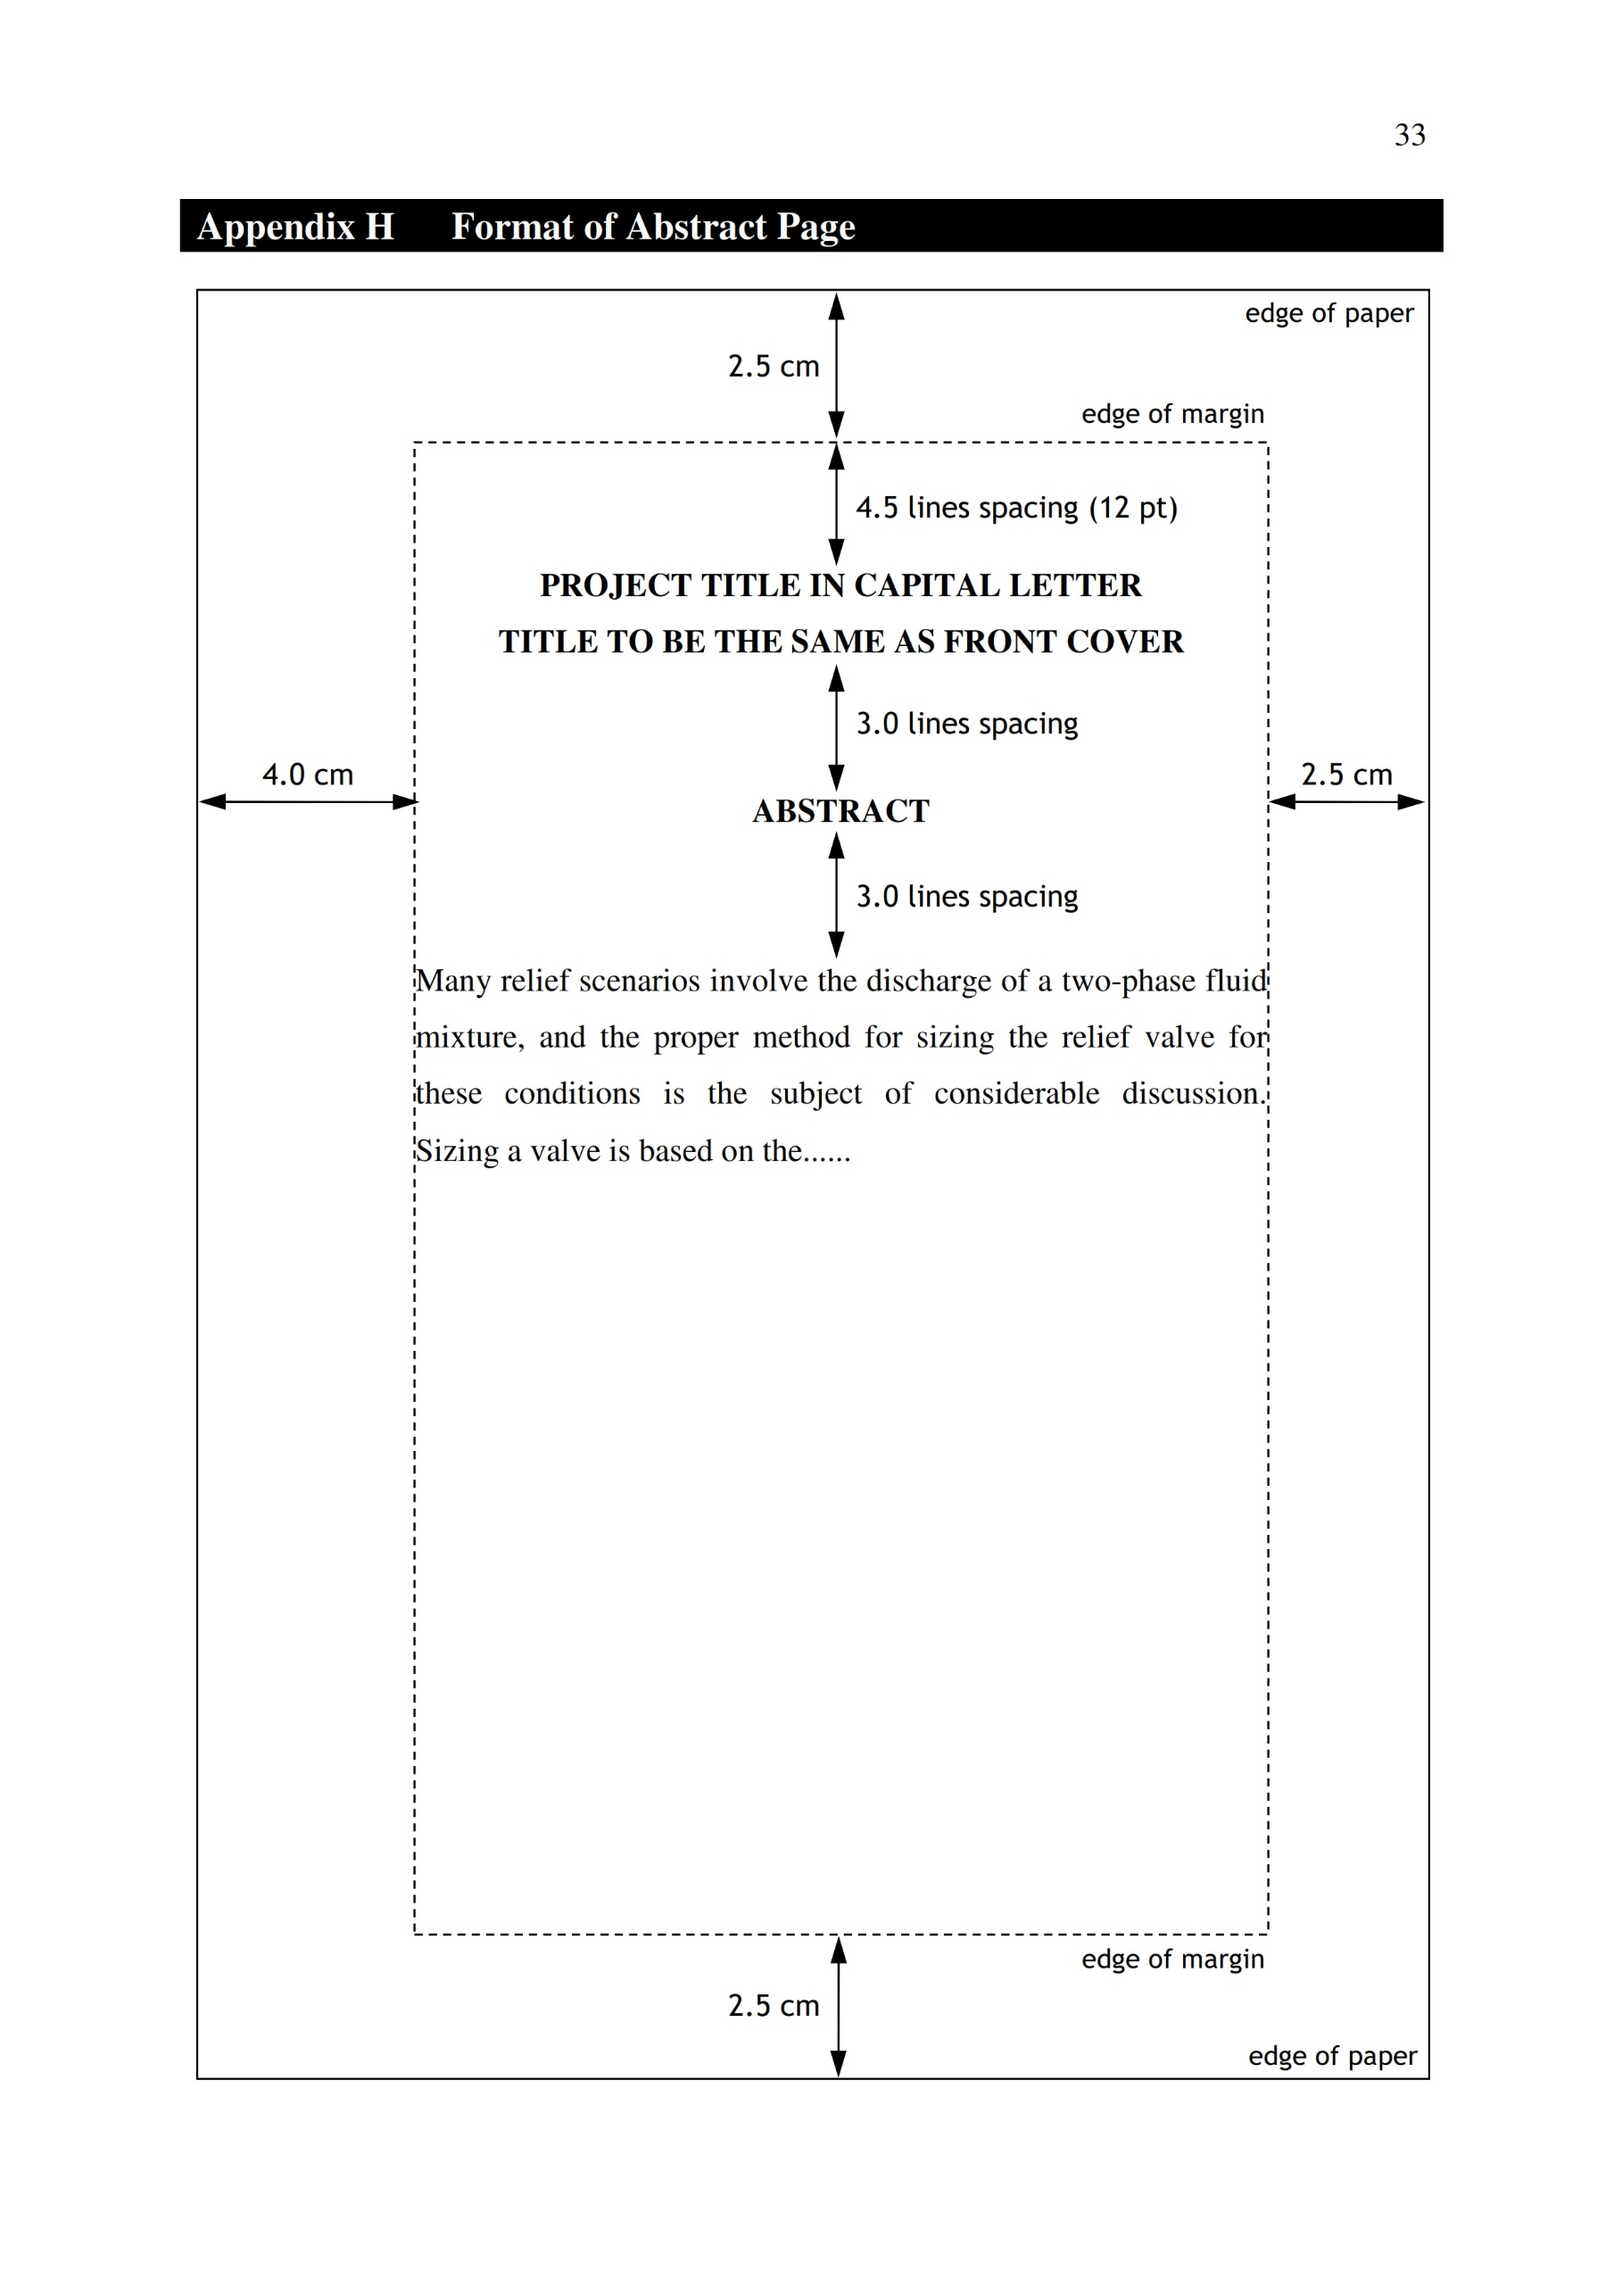 33
Appendix H Format of Abstract Page
edge of paper
2.5 cm
edge of margin
4.5 lines spacing (12 pt)
PROJECT TITLE IN CAPITAL LETTER
TITLE TO BE THE SAME AS FRONT COVER
3.0 lines spacing
4.0 cm
2.5 cm
ABSTRACT
3.0 lines spacing
Many relief scenarios involve the discharge of a two-phase fluid
mixture, and the proper method for sizing the relief valve for
these conditions is the subject of considerable discussion.
Sizing a valve is based on the......
edge of margin
2.5 cm
edge of paper